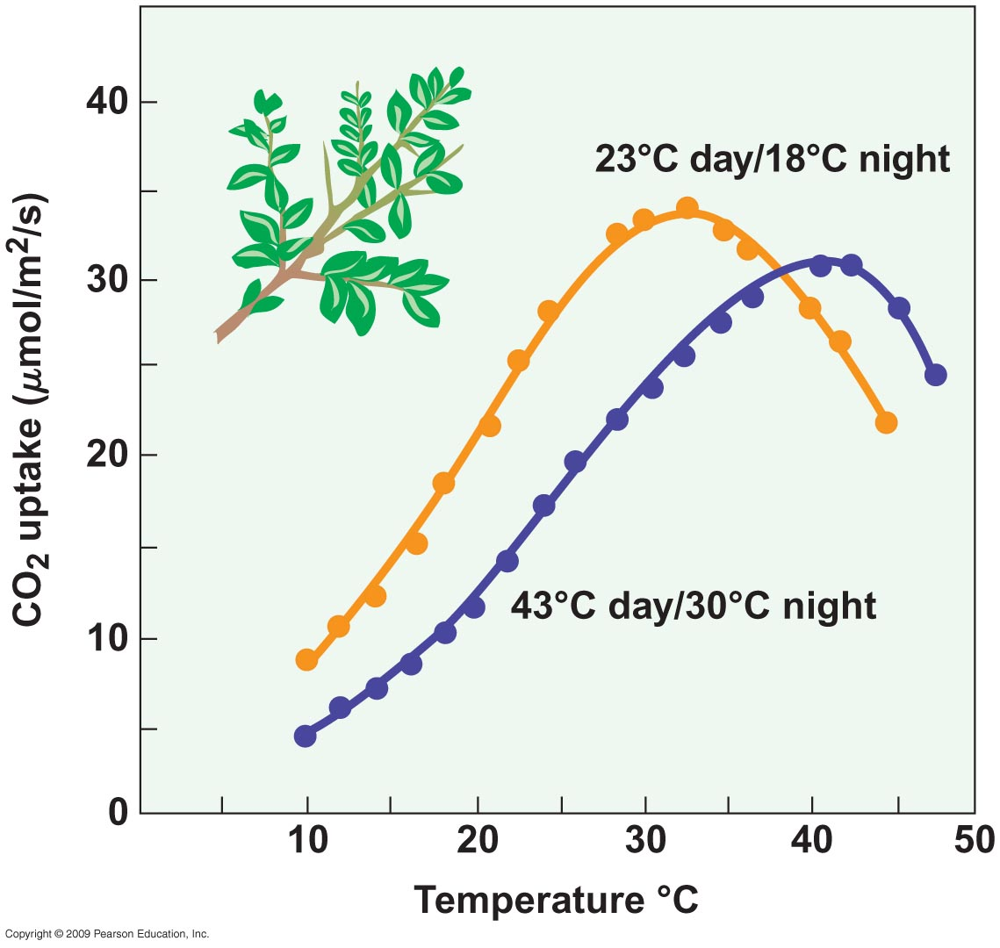 40
23°C day/18°C night
30
CO2 uptake (μmol/m2/s)
20
43°C day/30°C night
10
0
10 20 30 40 50
Temperature °C
Copyright © 2009 Pearson Education, Inc.